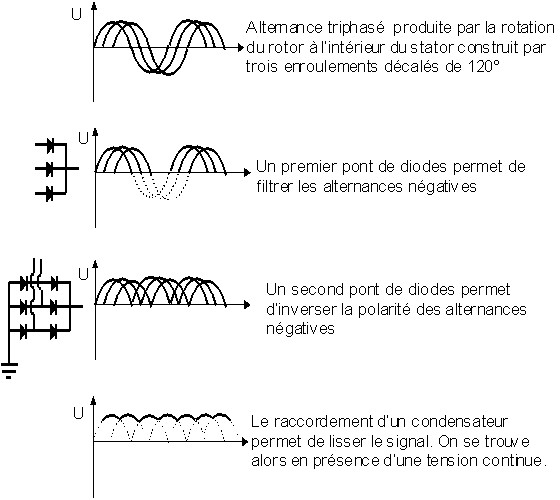 U
Alternance triphasé produite par la rotation
du rotor à l'intérieur du stator construit par
trois enroulements décalés de 120°
U
Un premier pont de diodes permet de
filtrer les alternances négatives
U
Un second pont de diodes permet
d'inverser la polarité des alternances
négatives
U
Le raccordement d'un condensateur
permet de lisser le signal. On se trouve
alors en présence d'une tension continue.